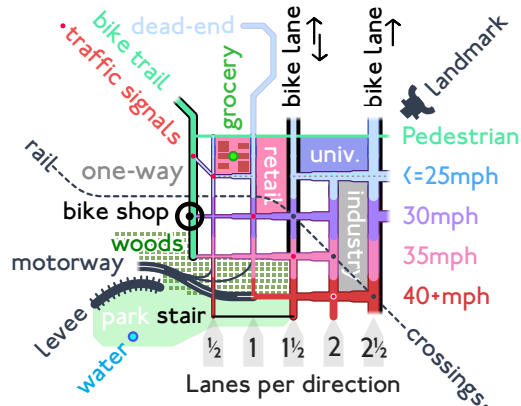 dead-end
bike trail
traffic signals
grocery
bike lane
bike lane
Landmark
Pedestrian
retail
univ.
rail
one-way
<=25mph
bike shop
30mph
industry
woods
35mph
motorway
40+mph
levee
park stair
water
½ 1 1½ 2 2½
crossings
Lanes per direction